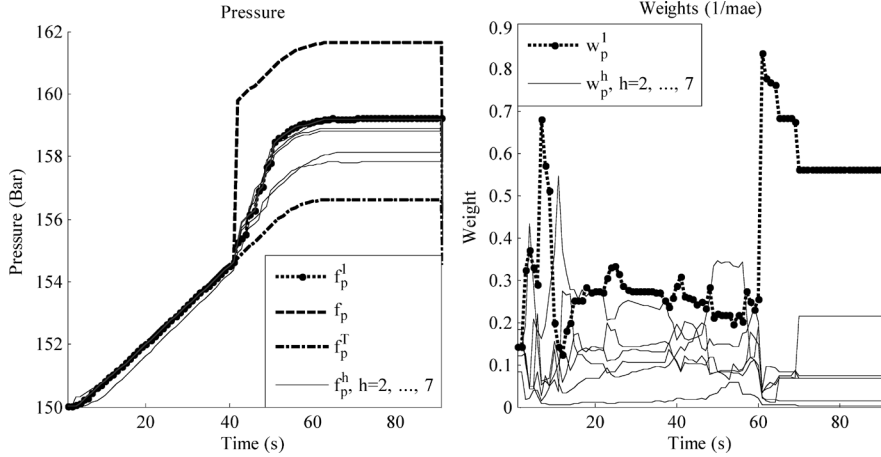 Pressure
162
160
158
156
154
152
150
20
40
60
80
Time (s)
Pressure (Bar)
f_p^1
f_p
f_p^T
f_p^h, h=2, ..., 7
Weights (1/mae)
0.9
0.8
0.7
0.6
0.5
0.4
0.3
0.2
0.1
0
20
40
60
80
Time (s)
Weight
w_p^1
w_p^h, h=2, ..., 7